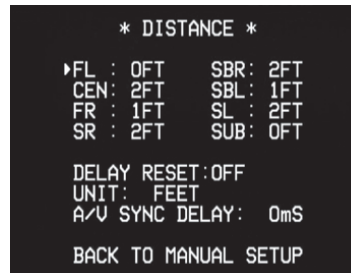 * DISTANCE *
▶FL : 0FT SBR: 2FT
CEN: 2FT SBL: 1FT
FR : 1FT SL : 2FT
SR : 2FT SUB: 0FT
DELAY RESET:OFF
UNIT: FEET
A/V SYNC DELAY: 0mS
BACK TO MANUAL SETUP